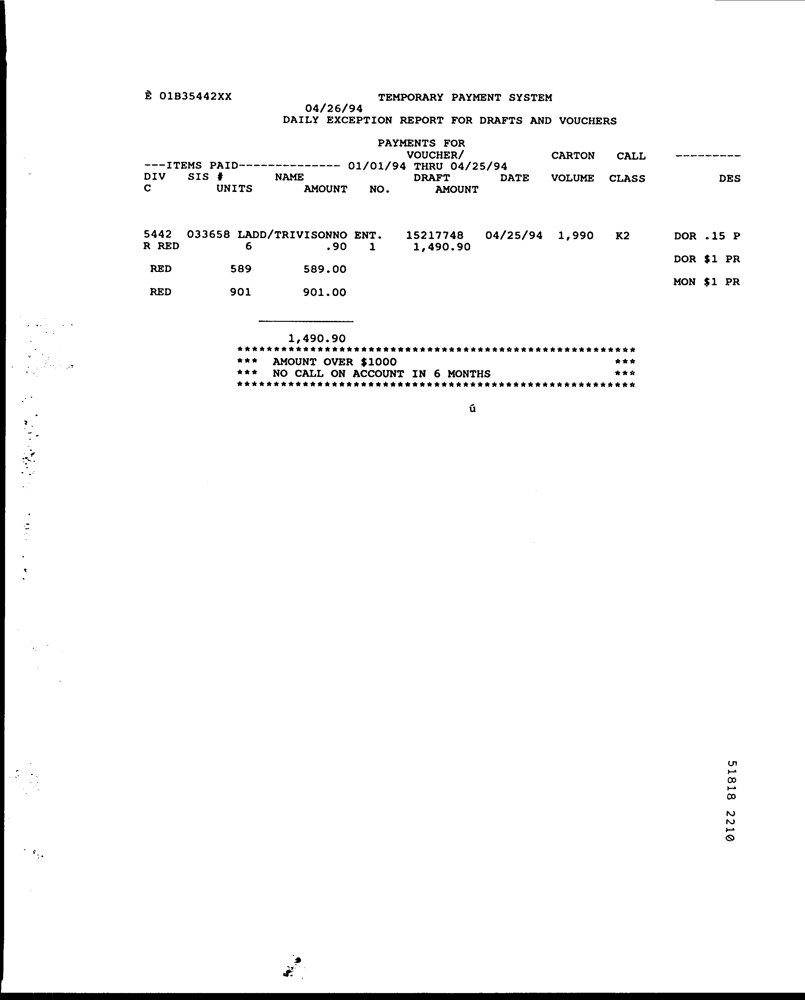 È 01B35442XX TEMPORARY PAYMENT SYSTEM
04/26/94
DAILY EXCEPTION REPORT FOR DRAFTS AND VOUCHERS
PAYMENTS FOR
VOUCHER/ CARTON CALL ---------
---ITEMS PAID-------------- 01/01/94 THRU 04/25/94
DIV SIS # NAME DRAFT DATE VOLUME CLASS DES
C UNITS AMOUNT NO. AMOUNT
5442 033658 LADD/TRIVISONNO ENT. 15217748 04/25/94 1,990 K2 DOR .15 P
R RED 6 .90 1 1,490.90
DOR $1 PR
RED 589 589.00
MON $1 PR
RED 901 901.00
1,490.90
*******************************************************
*** AMOUNT OVER $1000 ***
*** NO CALL ON ACCOUNT IN 6 MONTHS ***
*******************************************************
ú
51818 2210